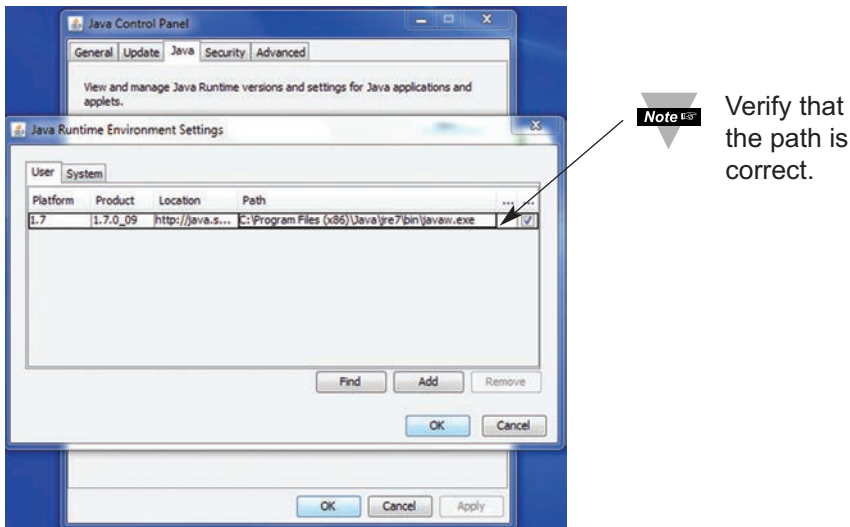 Java Control Panel
General Update Java Security Advanced
View and manage Java Runtime versions and settings for Java applications and
applets.
Java Runtime Environment Settings
User System
Platform Product Location Path ... ...
1.7 1.7.0_09 http://java.s... C:\Program Files (x86)\Java\jre7\bin\javaw.exe
Find Add Remove
OK Cancel
OK Cancel Apply
Note
Verify that
the path is
correct.